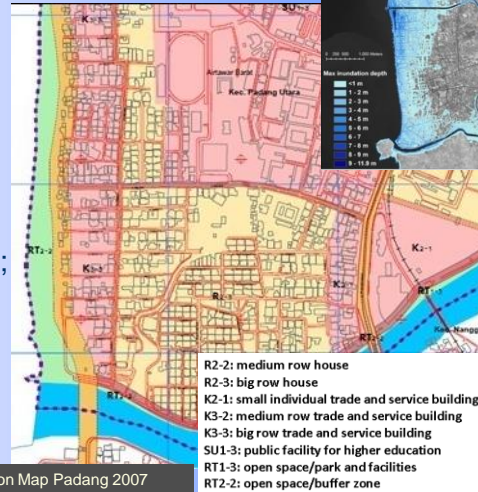 K3-3
SU1-3
Airtawar Barat
Kec. Padang Utara
Max inundation depth
<1 m
1 - 2 m
2 - 3 m
3 - 4 m
4 - 5 m
5 - 6 m
6 - 7
7 - 8 m
8 - 9 m
9 - 11.9 m
;
RT2-2
K3-3
K2-1
RT1-3
RT2-2
RT2-2
R2-2: medium row house
R2-3: big row house
K2-1: small individual trade and service building
K3-2: medium row trade and service building
K3-3: big row trade and service building
SU1-3: public facility for higher education
RT1-3: open space/park and facilities
RT2-2: open space/buffer zone
on Map Padang 2007